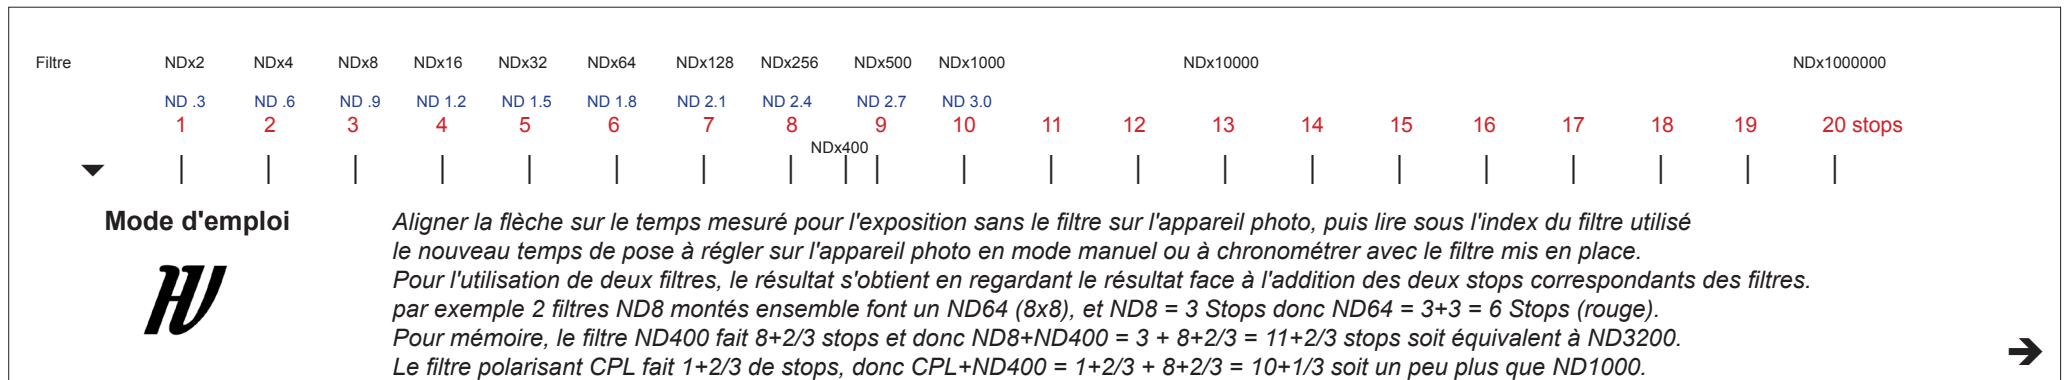 Filtre NDx2 NDx4 NDx8 NDx16 NDx32 NDx64 NDx128 NDx256 NDx500 NDx1000 NDx10000 NDx1000000
ND .3 ND .6 ND .9 ND 1.2 ND 1.5 ND 1.8 ND 2.1 ND 2.4 ND 2.7 ND 3.0
1 2 3 4 5 6 7 8 9 10 11 12 13 14 15 16 17 18 19 20 stops
NDx400
Mode d'emploi
Aligner la flèche sur le temps mesuré pour l'exposition sans le filtre sur l'appareil photo, puis lire sous l'index du filtre utilisé
le nouveau temps de pose à régler sur l'appareil photo en mode manuel ou à chronométrer avec le filtre mis en place.
Pour l'utilisation de deux filtres, le résultat s'obtient en regardant le résultat face à l'addition des deux stops correspondants des filtres.
par exemple 2 filtres ND8 montés ensemble font un ND64 (8x8), et ND8 = 3 Stops donc ND64 = 3+3 = 6 Stops (rouge).
Pour mémoire, le filtre ND400 fait 8+2/3 stops et donc ND8+ND400 = 3 + 8+2/3 = 11+2/3 stops soit équivalent à ND3200.
Le filtre polarisant CPL fait 1+2/3 de stops, donc CPL+ND400 = 1+2/3 + 8+2/3 = 10+1/3 soit un peu plus que ND1000.